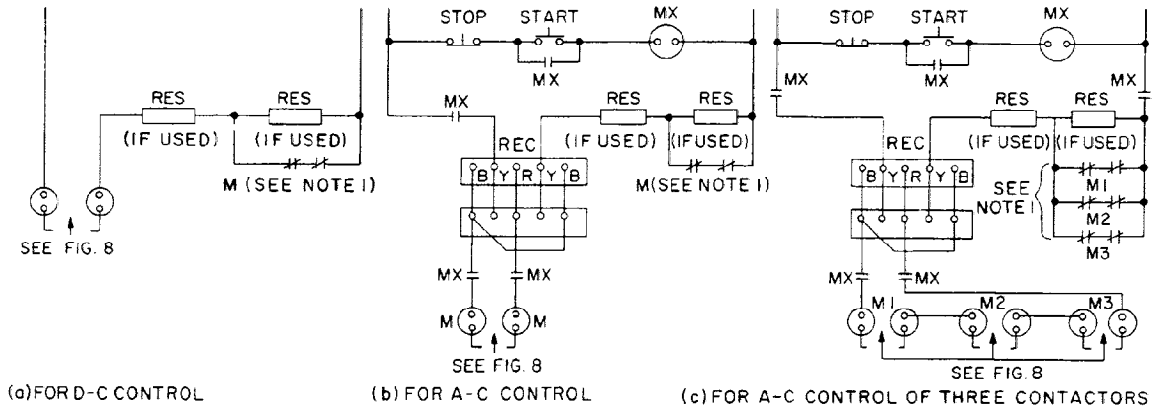 RES
RES
(IF USED)
(IF USED)
M (SEE NOTE 1)
SEE FIG. 8
(a) FOR D-C CONTROL
STOP
START
MX
MX
MX
RES
RES
(IF USED)
(IF USED)
REC
B Y R Y B
M (SEE NOTE 1)
MX
MX
M
M
SEE FIG. 8
(b) FOR A-C CONTROL
STOP
START
MX
MX
MX
MX
RES
RES
(IF USED)
(IF USED)
REC
B Y R Y B
SEE
NOTE 1
M1
M2
M3
MX
MX
M1
M2
M3
SEE FIG. 8
(c) FOR A-C CONTROL OF THREE CONTACTORS